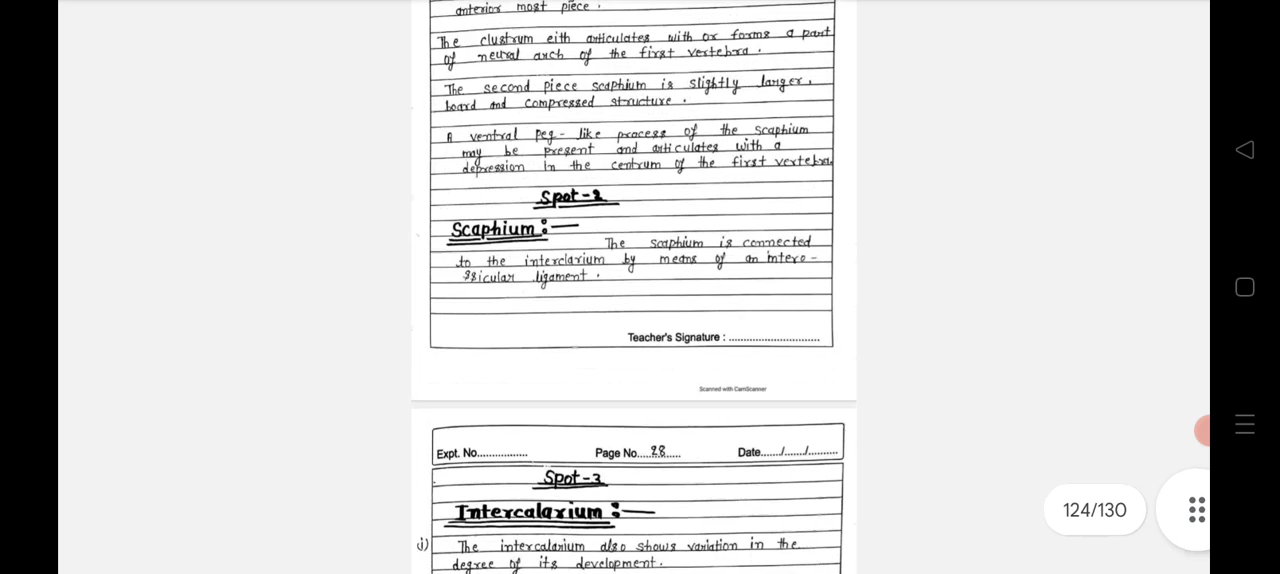 anterior most piece.
The clustrum eith articulates with or forms a part
of neural arch of the first vertebra.
The second piece scaphium is slightly larger,
board and compressed structure.
A ventral peg-like process of the scaphium
may be present and articulates with a
depression in the centrum of the first vertebra.
Spot-2
Scaphium:—
The scaphium is connected
to the interclarium by means of an intero-
ssicular ligament.
Teacher's Signature : ..............................
Scanned with CamScanner
Expt. No................ Page No.....28..... Date....../....../..........
Spot-3
Intercalarium:—
i) The intercalarium also shows variation in the
degree of its development.
124/130